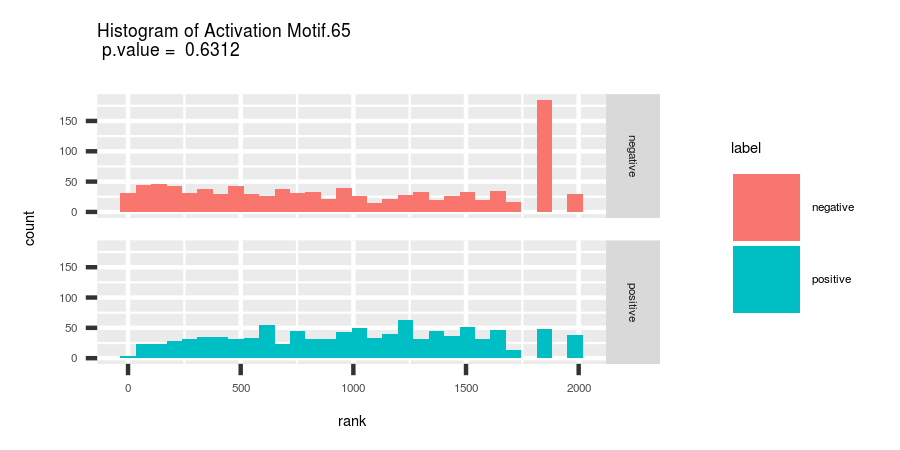 Histogram of Activation Motif.65
p.value = 0.6312
count
150
100
50
0
negative
150
100
50
0
positive
0 500 1000 1500 2000
rank
label
negative
positive